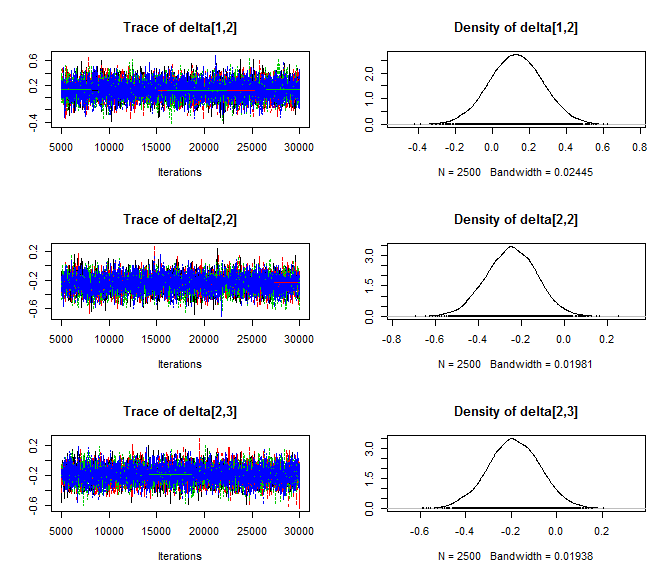 Trace of delta[1,2]
0.6
0.2
-0.4
5000 10000 15000 20000 25000 30000
Iterations
Density of delta[1,2]
2.0
1.0
0.0
-0.4 -0.2 0.0 0.2 0.4 0.6 0.8
N = 2500 Bandwidth = 0.02445
Trace of delta[2,2]
0.2
-0.2
-0.6
5000 10000 15000 20000 25000 30000
Iterations
Density of delta[2,2]
3.0
1.5
0.0
-0.8 -0.6 -0.4 -0.2 0.0 0.2
N = 2500 Bandwidth = 0.01981
Trace of delta[2,3]
0.2
-0.2
-0.6
5000 10000 15000 20000 25000 30000
Iterations
Density of delta[2,3]
3.0
1.5
0.0
-0.6 -0.4 -0.2 0.0 0.2
N = 2500 Bandwidth = 0.01938